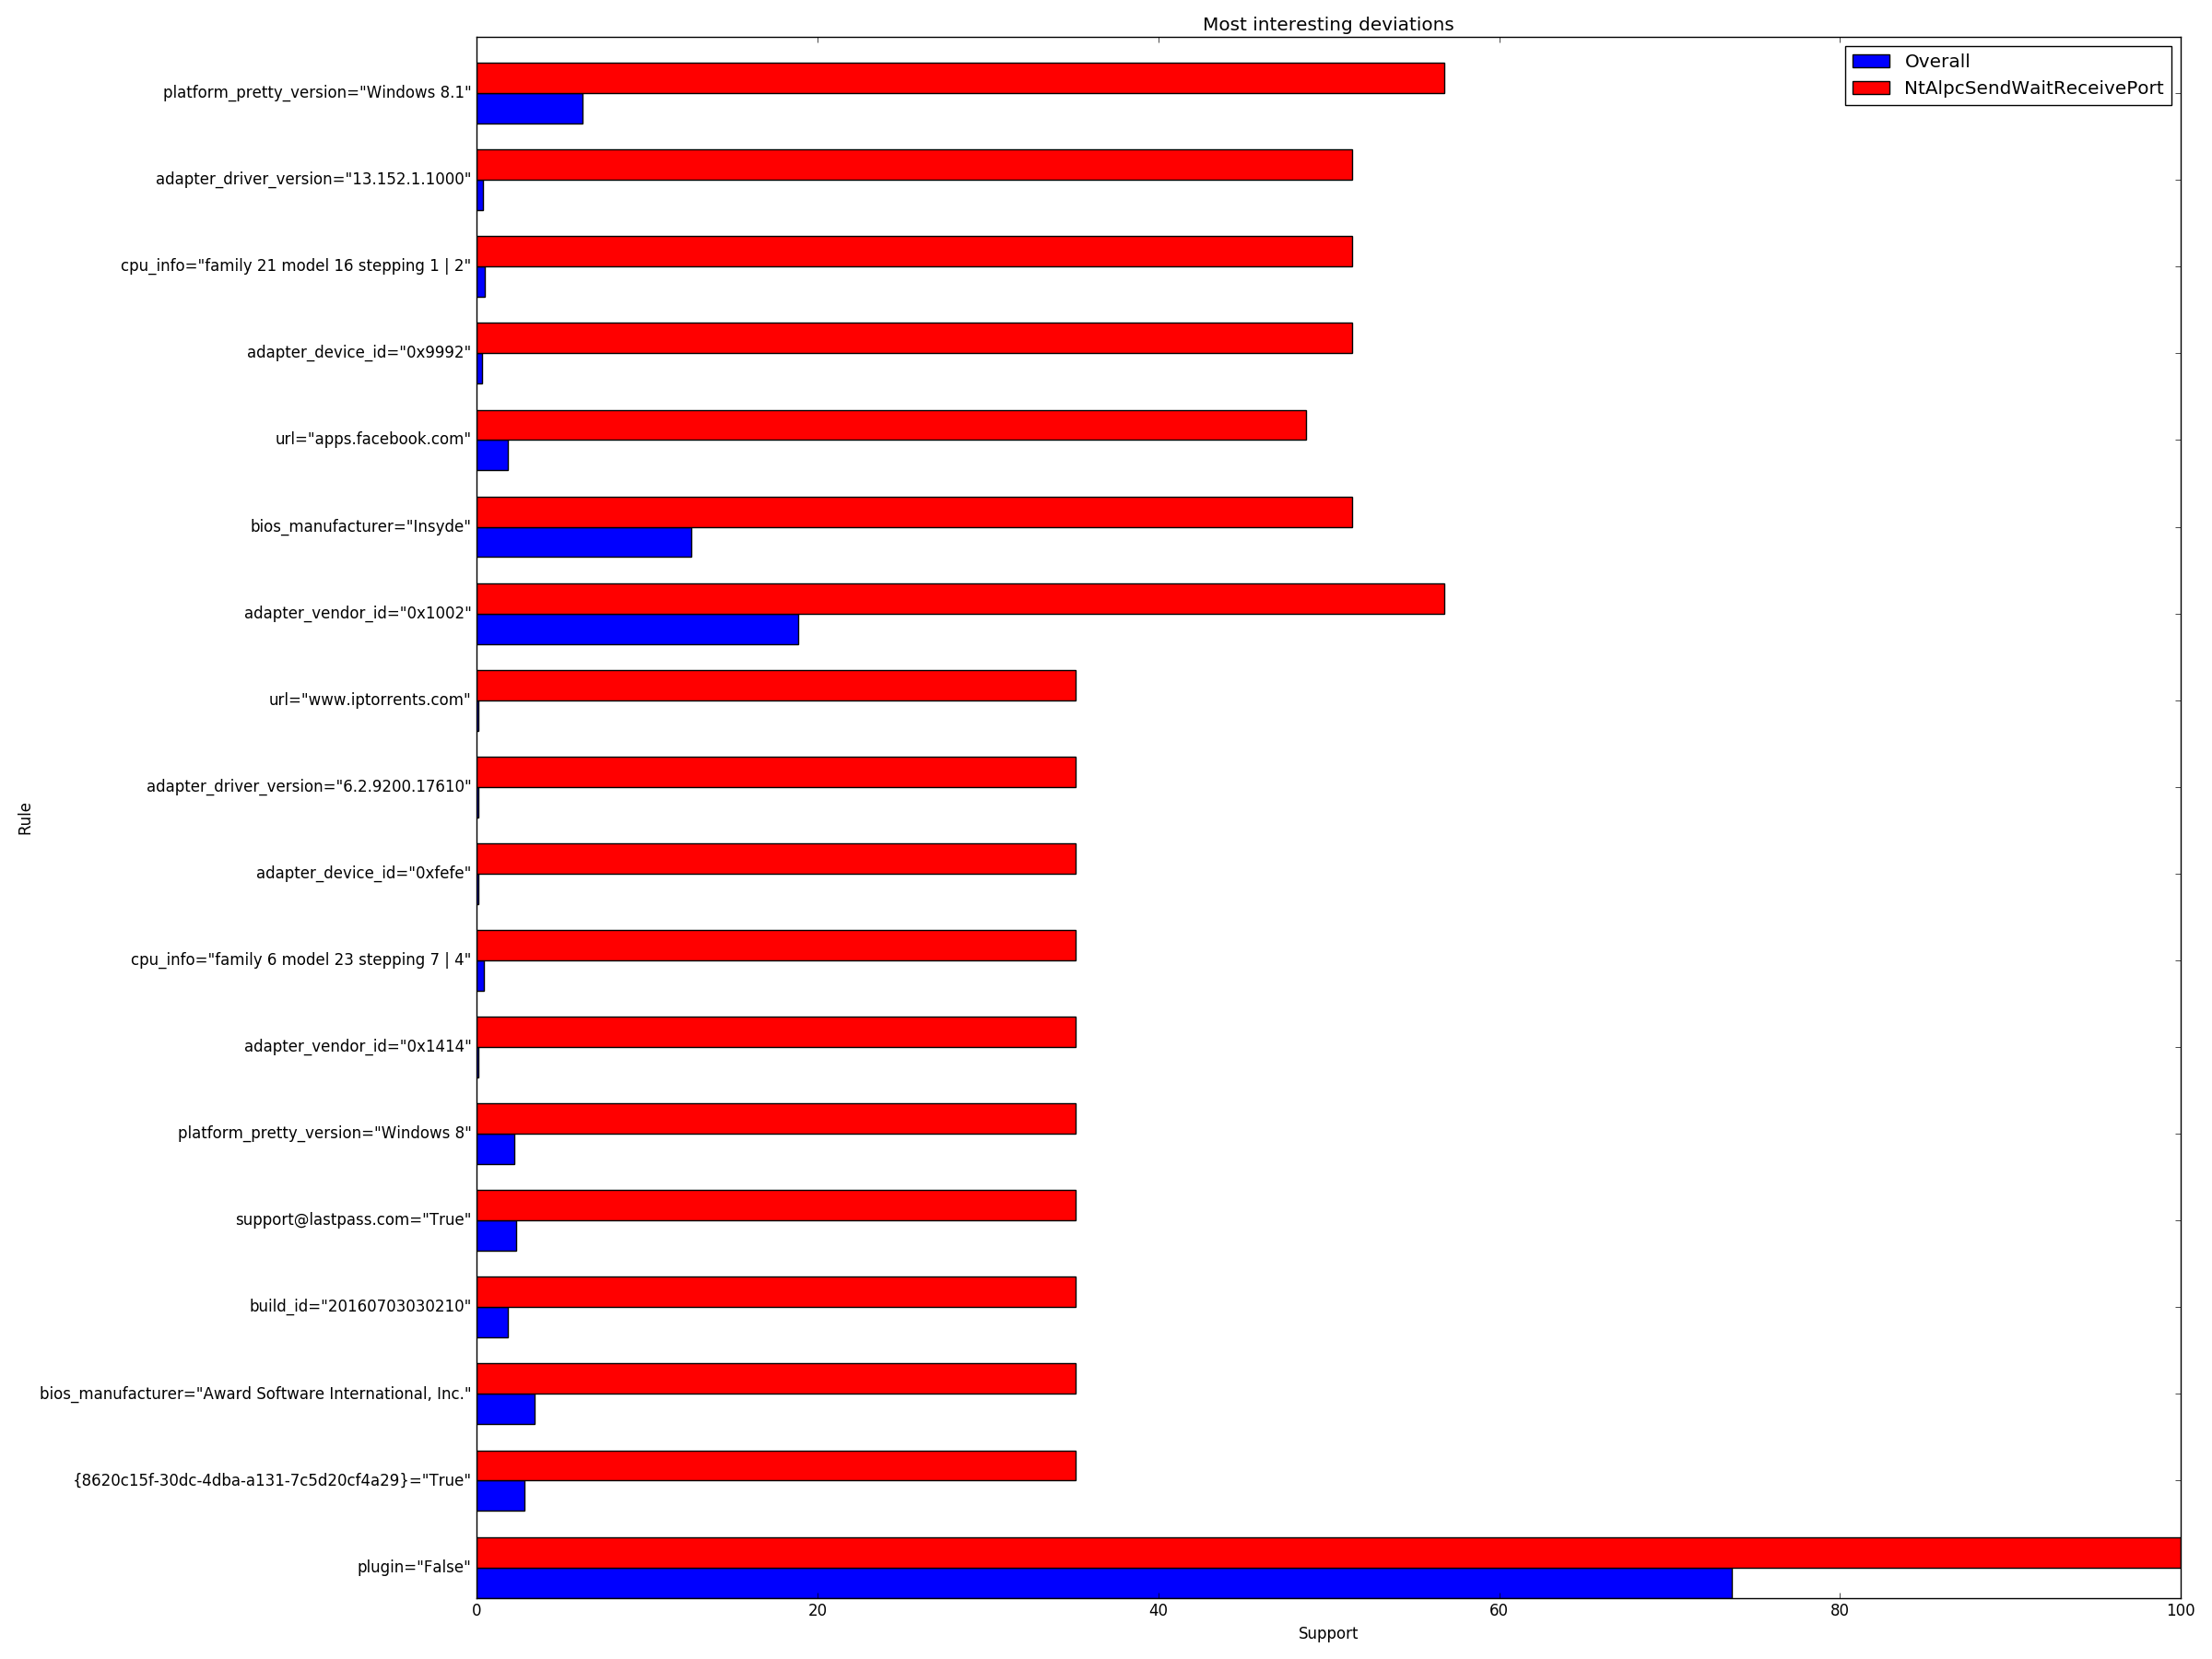 Most interesting deviations
Overall
NtAlpcSendWaitReceivePort
platform_pretty_version="Windows 8.1"
adapter_driver_version="13.152.1.1000"
cpu_info="family 21 model 16 stepping 1 | 2"
adapter_device_id="0x9992"
url="apps.facebook.com"
bios_manufacturer="Insyde"
adapter_vendor_id="0x1002"
url="www.iptorrents.com"
adapter_driver_version="6.2.9200.17610"
adapter_device_id="0xfefe"
cpu_info="family 6 model 23 stepping 7 | 4"
adapter_vendor_id="0x1414"
platform_pretty_version="Windows 8"
support@lastpass.com="True"
build_id="20160703030210"
bios_manufacturer="Award Software International, Inc."
{8620c15f-30dc-4dba-a131-7c5d20cf4a29}="True"
plugin="False"
Rule
0 20 40 60 80 100
Support